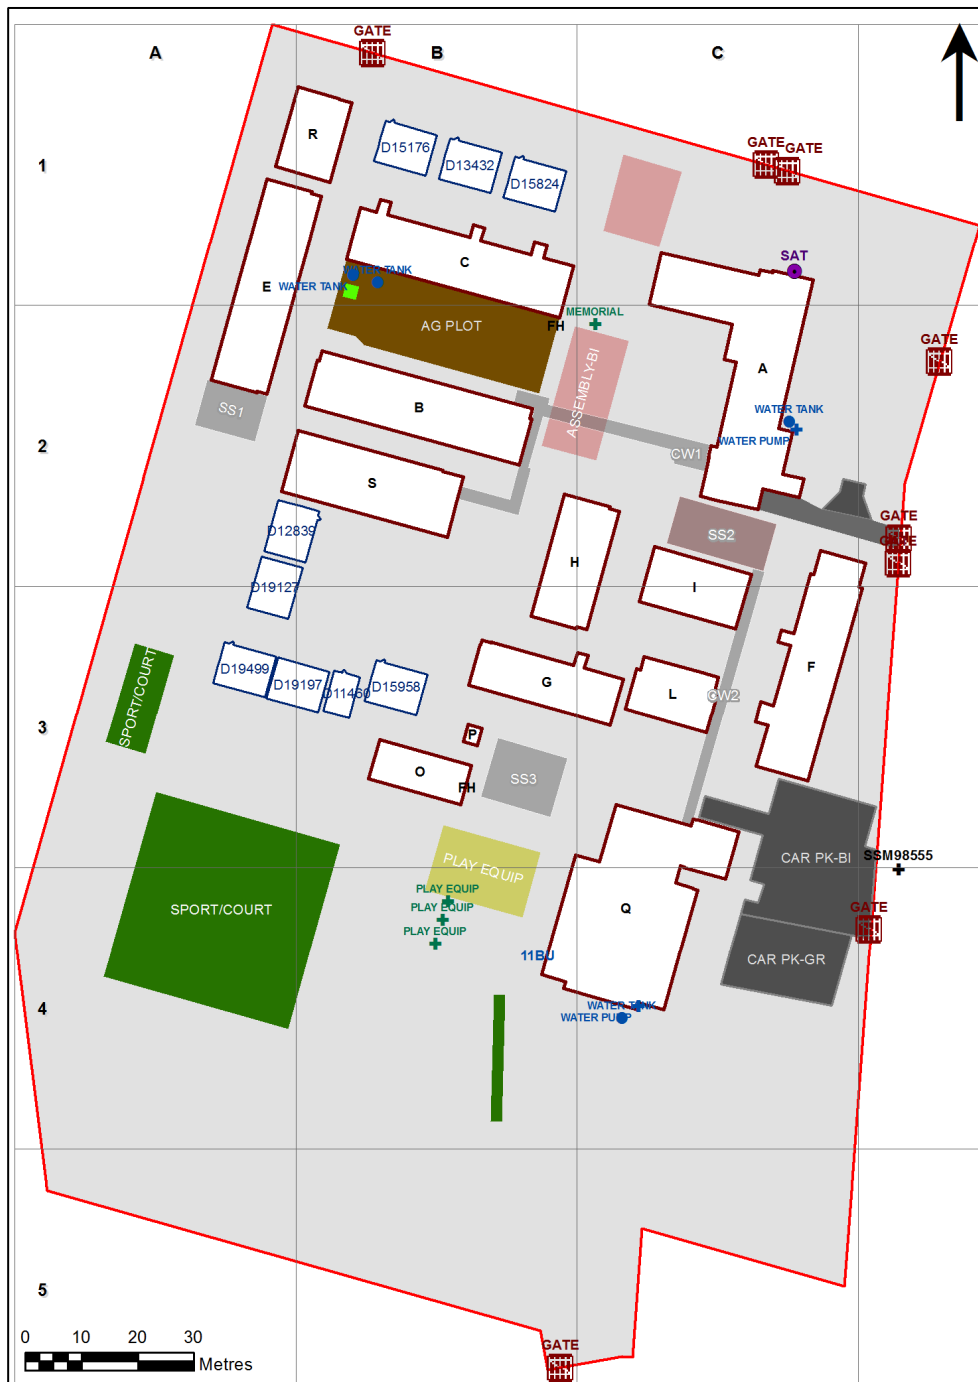 GATE
A
B
C
R
D15176
D13432
D15824
GATE
GATE
1
SAT
C
WATER TANK
WATER TANK
E
MEMORIAL
AG PLOT
FH
GATE
A
ASSEMBLY-BI
SS1
B
WATER TANK
WATER PUMP
2
CW1
S
GATE
GATE
D12839
SS2
H
I
D19127
D19499
D19197
D11460
D15958
G
L
CW2
F
SPORT/COURT
3
P
O
FH
SS3
CAR PK-BI
SSM98555
PLAY EQUIP
PLAY EQUIP
PLAY EQUIP
PLAY EQUIP
SPORT/COURT
Q
GATE
11BU
CAR PK-GR
4
WATER TANK
WATER PUMP
5
0 10 20 30
Metres
GATE